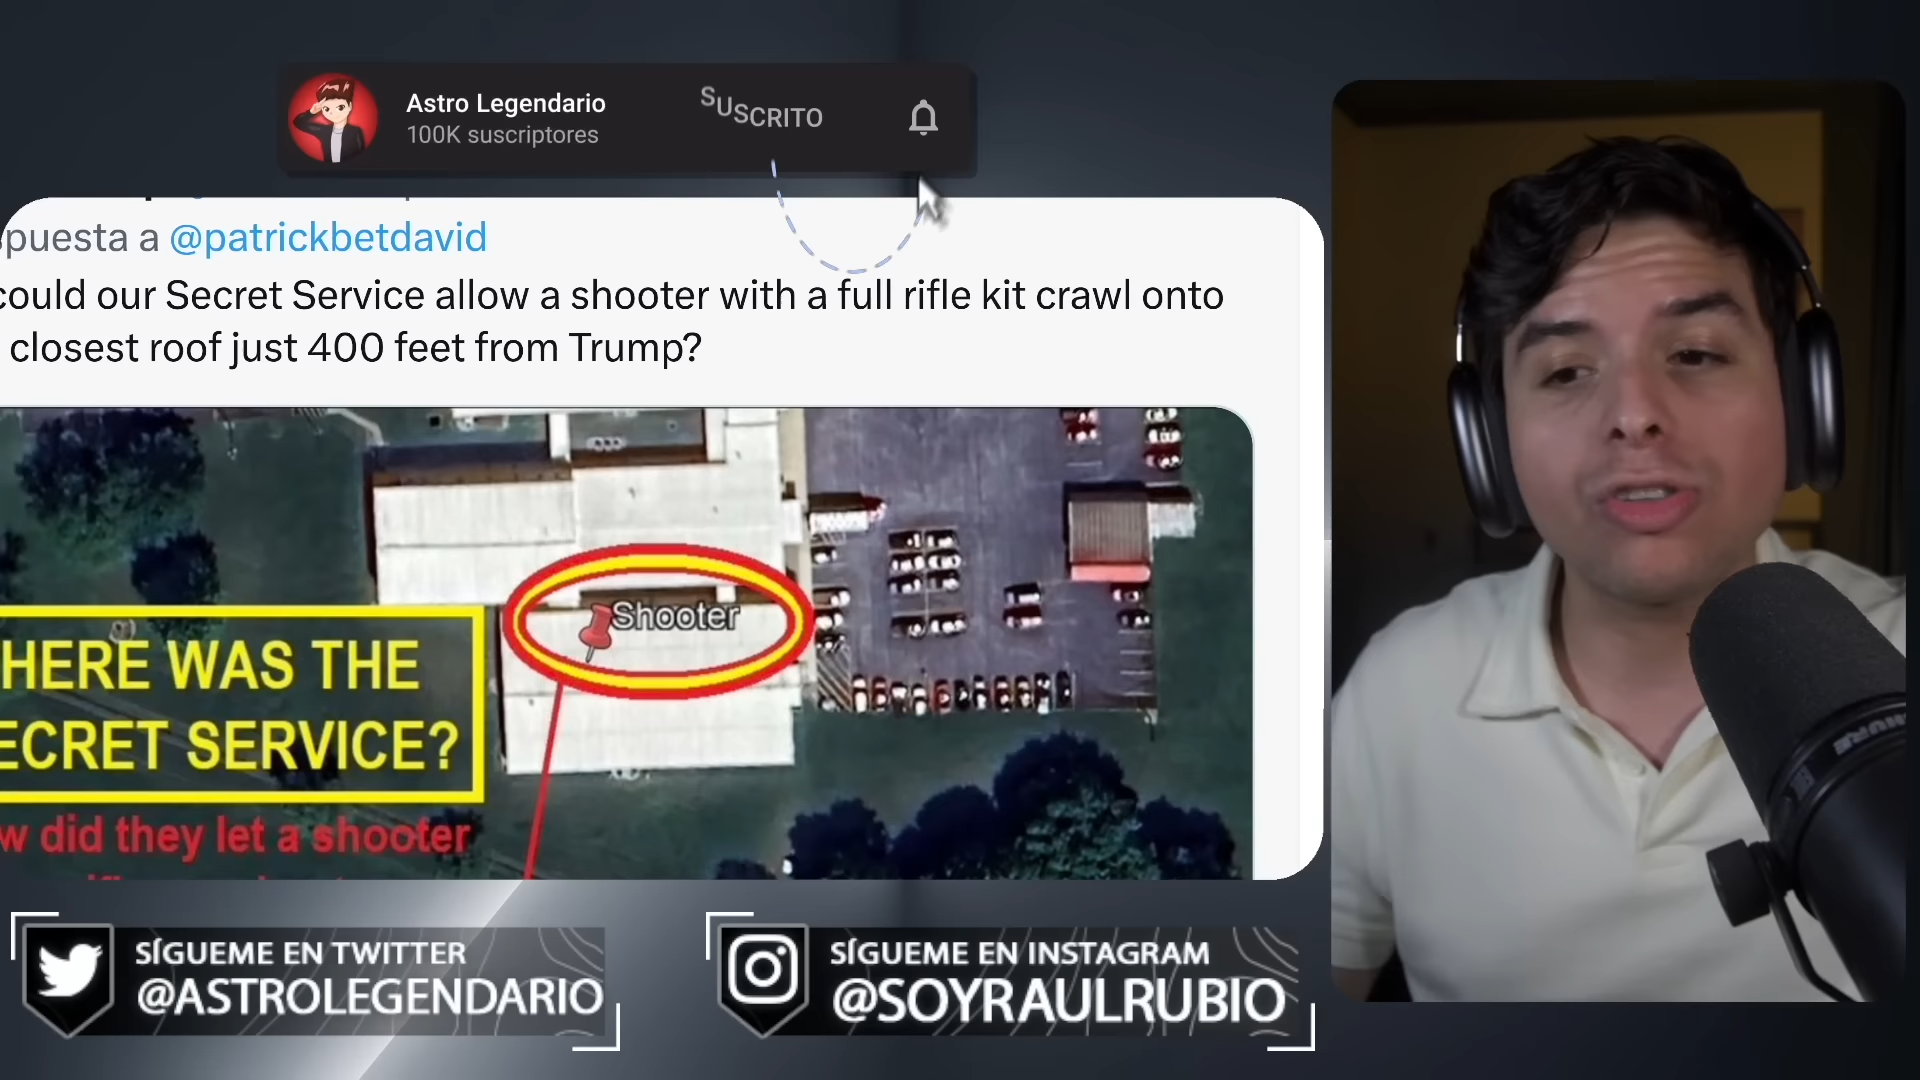 Astro Legendario
100K suscriptores
SUSCRITO
puesta a @patrickbetdavid
could our Secret Service allow a shooter with a full rifle kit crawl onto
closest roof just 400 feet from Trump?
Shooter
HERE WAS THE
ECRET SERVICE?
w did they let a shooter
SÍGUEME EN TWITTER
@ASTROLEGENDARIO
SÍGUEME EN INSTAGRAM
@SOYRAULRUBIO
SHURE